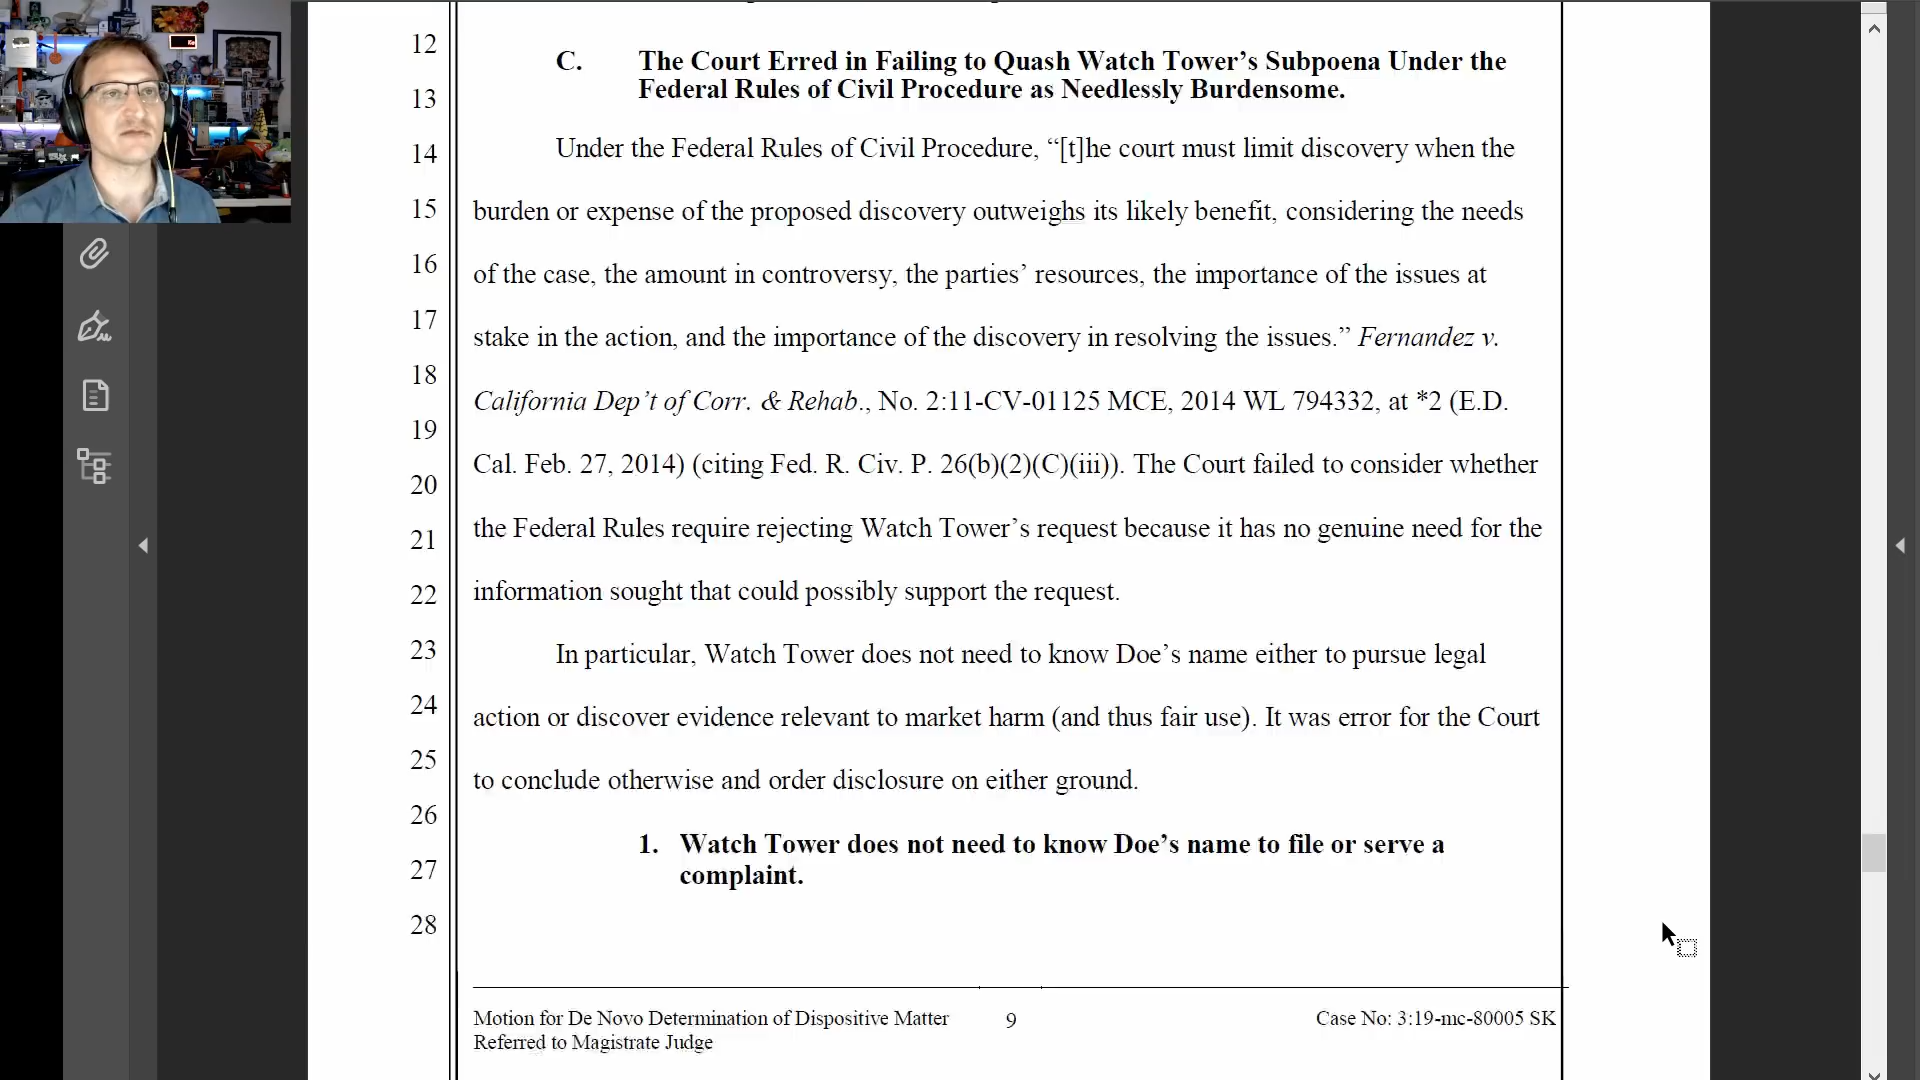 12
C. The Court Erred in Failing to Quash Watch Tower’s Subpoena Under the
13
Federal Rules of Civil Procedure as Needlessly Burdensome.
14
Under the Federal Rules of Civil Procedure, “[t]he court must limit discovery when the
15
burden or expense of the proposed discovery outweighs its likely benefit, considering the needs
16
of the case, the amount in controversy, the parties’ resources, the importance of the issues at
17
stake in the action, and the importance of the discovery in resolving the issues.” Fernandez v.
18
California Dep’t of Corr. & Rehab., No. 2:11-CV-01125 MCE, 2014 WL 794332, at *2 (E.D.
19
Cal. Feb. 27, 2014) (citing Fed. R. Civ. P. 26(b)(2)(C)(iii)). The Court failed to consider whether
20
the Federal Rules require rejecting Watch Tower’s request because it has no genuine need for the
21
information sought that could possibly support the request.
22
In particular, Watch Tower does not need to know Doe’s name either to pursue legal
23
action or discover evidence relevant to market harm (and thus fair use). It was error for the Court
24
to conclude otherwise and order disclosure on either ground.
25
26
1. Watch Tower does not need to know Doe’s name to file or serve a
27
complaint.
28
Motion for De Novo Determination of Dispositive Matter 9 Case No: 3:19-mc-80005 SK
Referred to Magistrate Judge